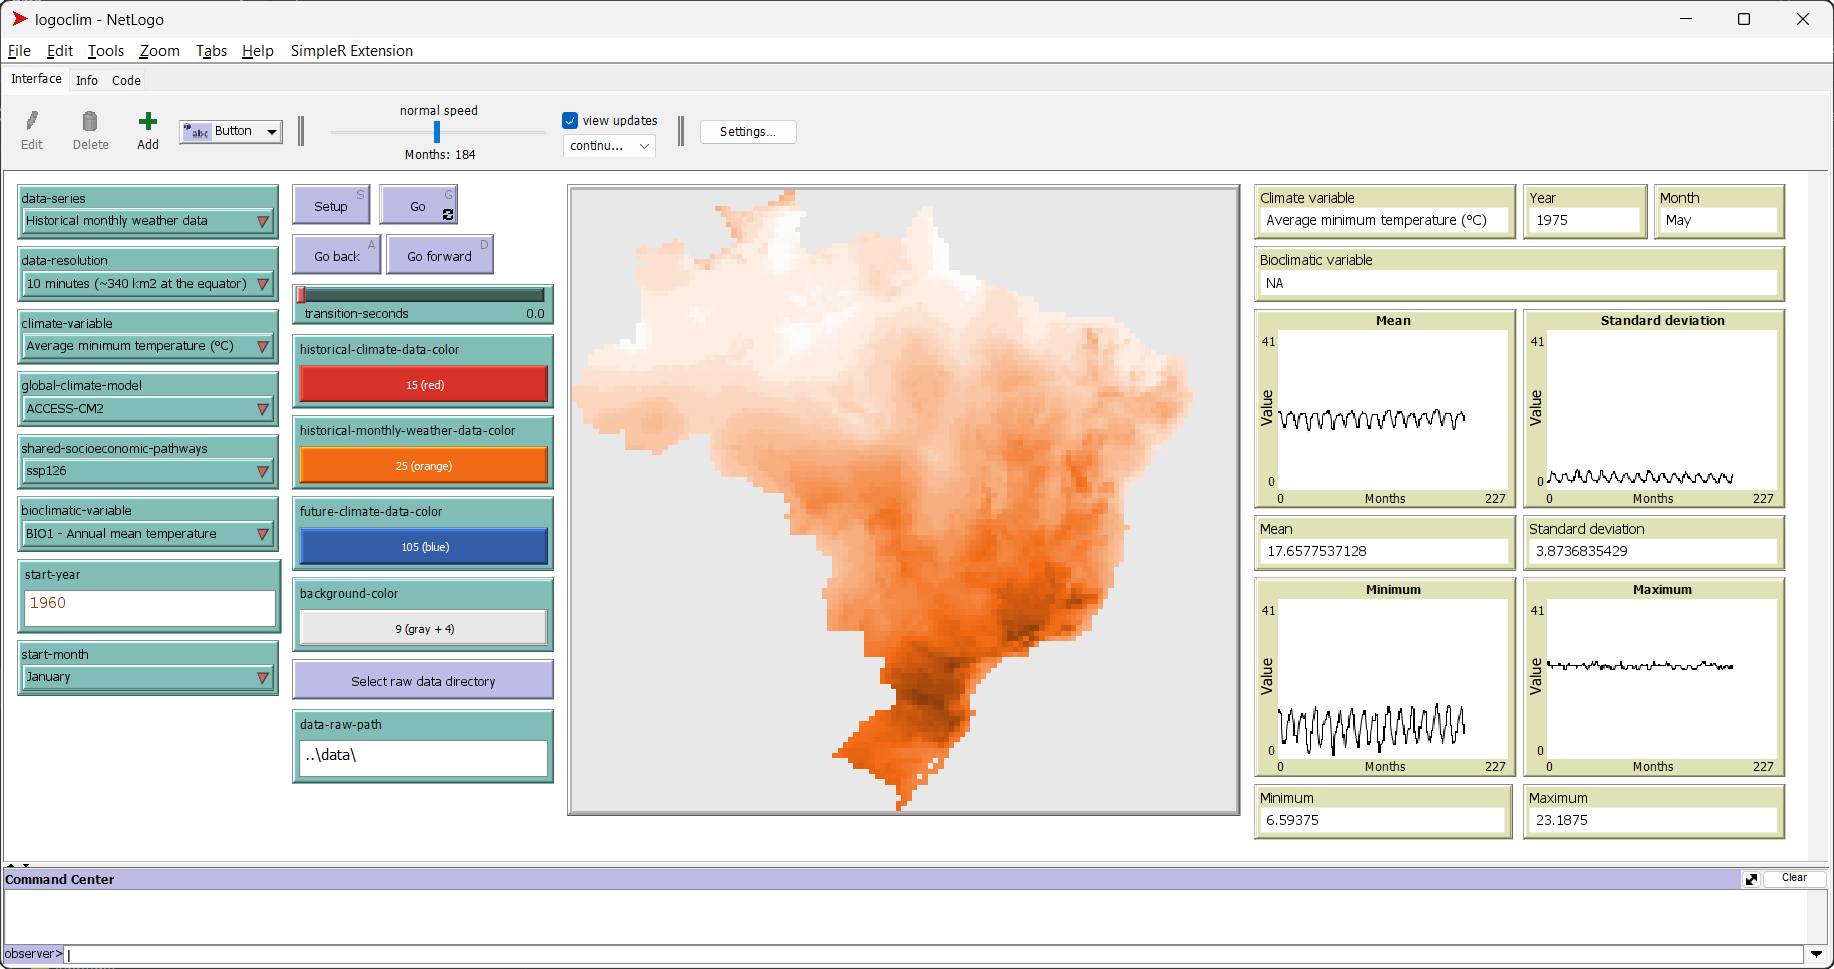 logoclim - NetLogo
File Edit Tools Zoom Tabs Help SimpleR Extension
Interface Info Code
Edit
Delete
Add
abc Button
normal speed
Months: 184
view updates
continu...
Settings...
data-series
Historical monthly weather data
data-resolution
10 minutes (~340 km2 at the equator)
climate-variable
Average minimum temperature (ºC)
global-climate-model
ACCESS-CM2
shared-socioeconomic-pathways
ssp126
bioclimatic-variable
BIO1 - Annual mean temperature
start-year
1960
start-month
January
Setup S
Go G
Go back A
Go forward D
transition-seconds 0.0
historical-climate-data-color
15 (red)
historical-monthly-weather-data-color
25 (orange)
future-climate-data-color
105 (blue)
background-color
9 (gray + 4)
Select raw data directory
data-raw-path
..\data\
Climate variable
Average minimum temperature (ºC)
Year
1975
Month
May
Bioclimatic variable
NA
Mean
41
Value
0
0 Months 227
Standard deviation
41
Value
0
0 Months 227
Mean
17.6577537128
Standard deviation
3.8736835429
Minimum
41
Value
0
0 Months 227
Maximum
41
Value
0
0 Months 227
Minimum
6.59375
Maximum
23.1875
Command Center
Clear
observer>